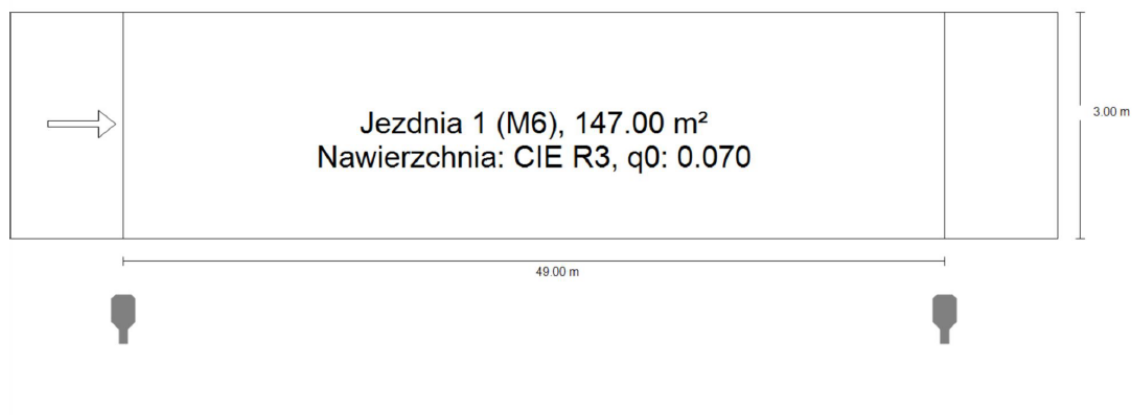 Jezdnia 1 (M6), 147.00 m²
Nawierzchnia: CIE R3, q0: 0.070
3.00 m
49.00 m